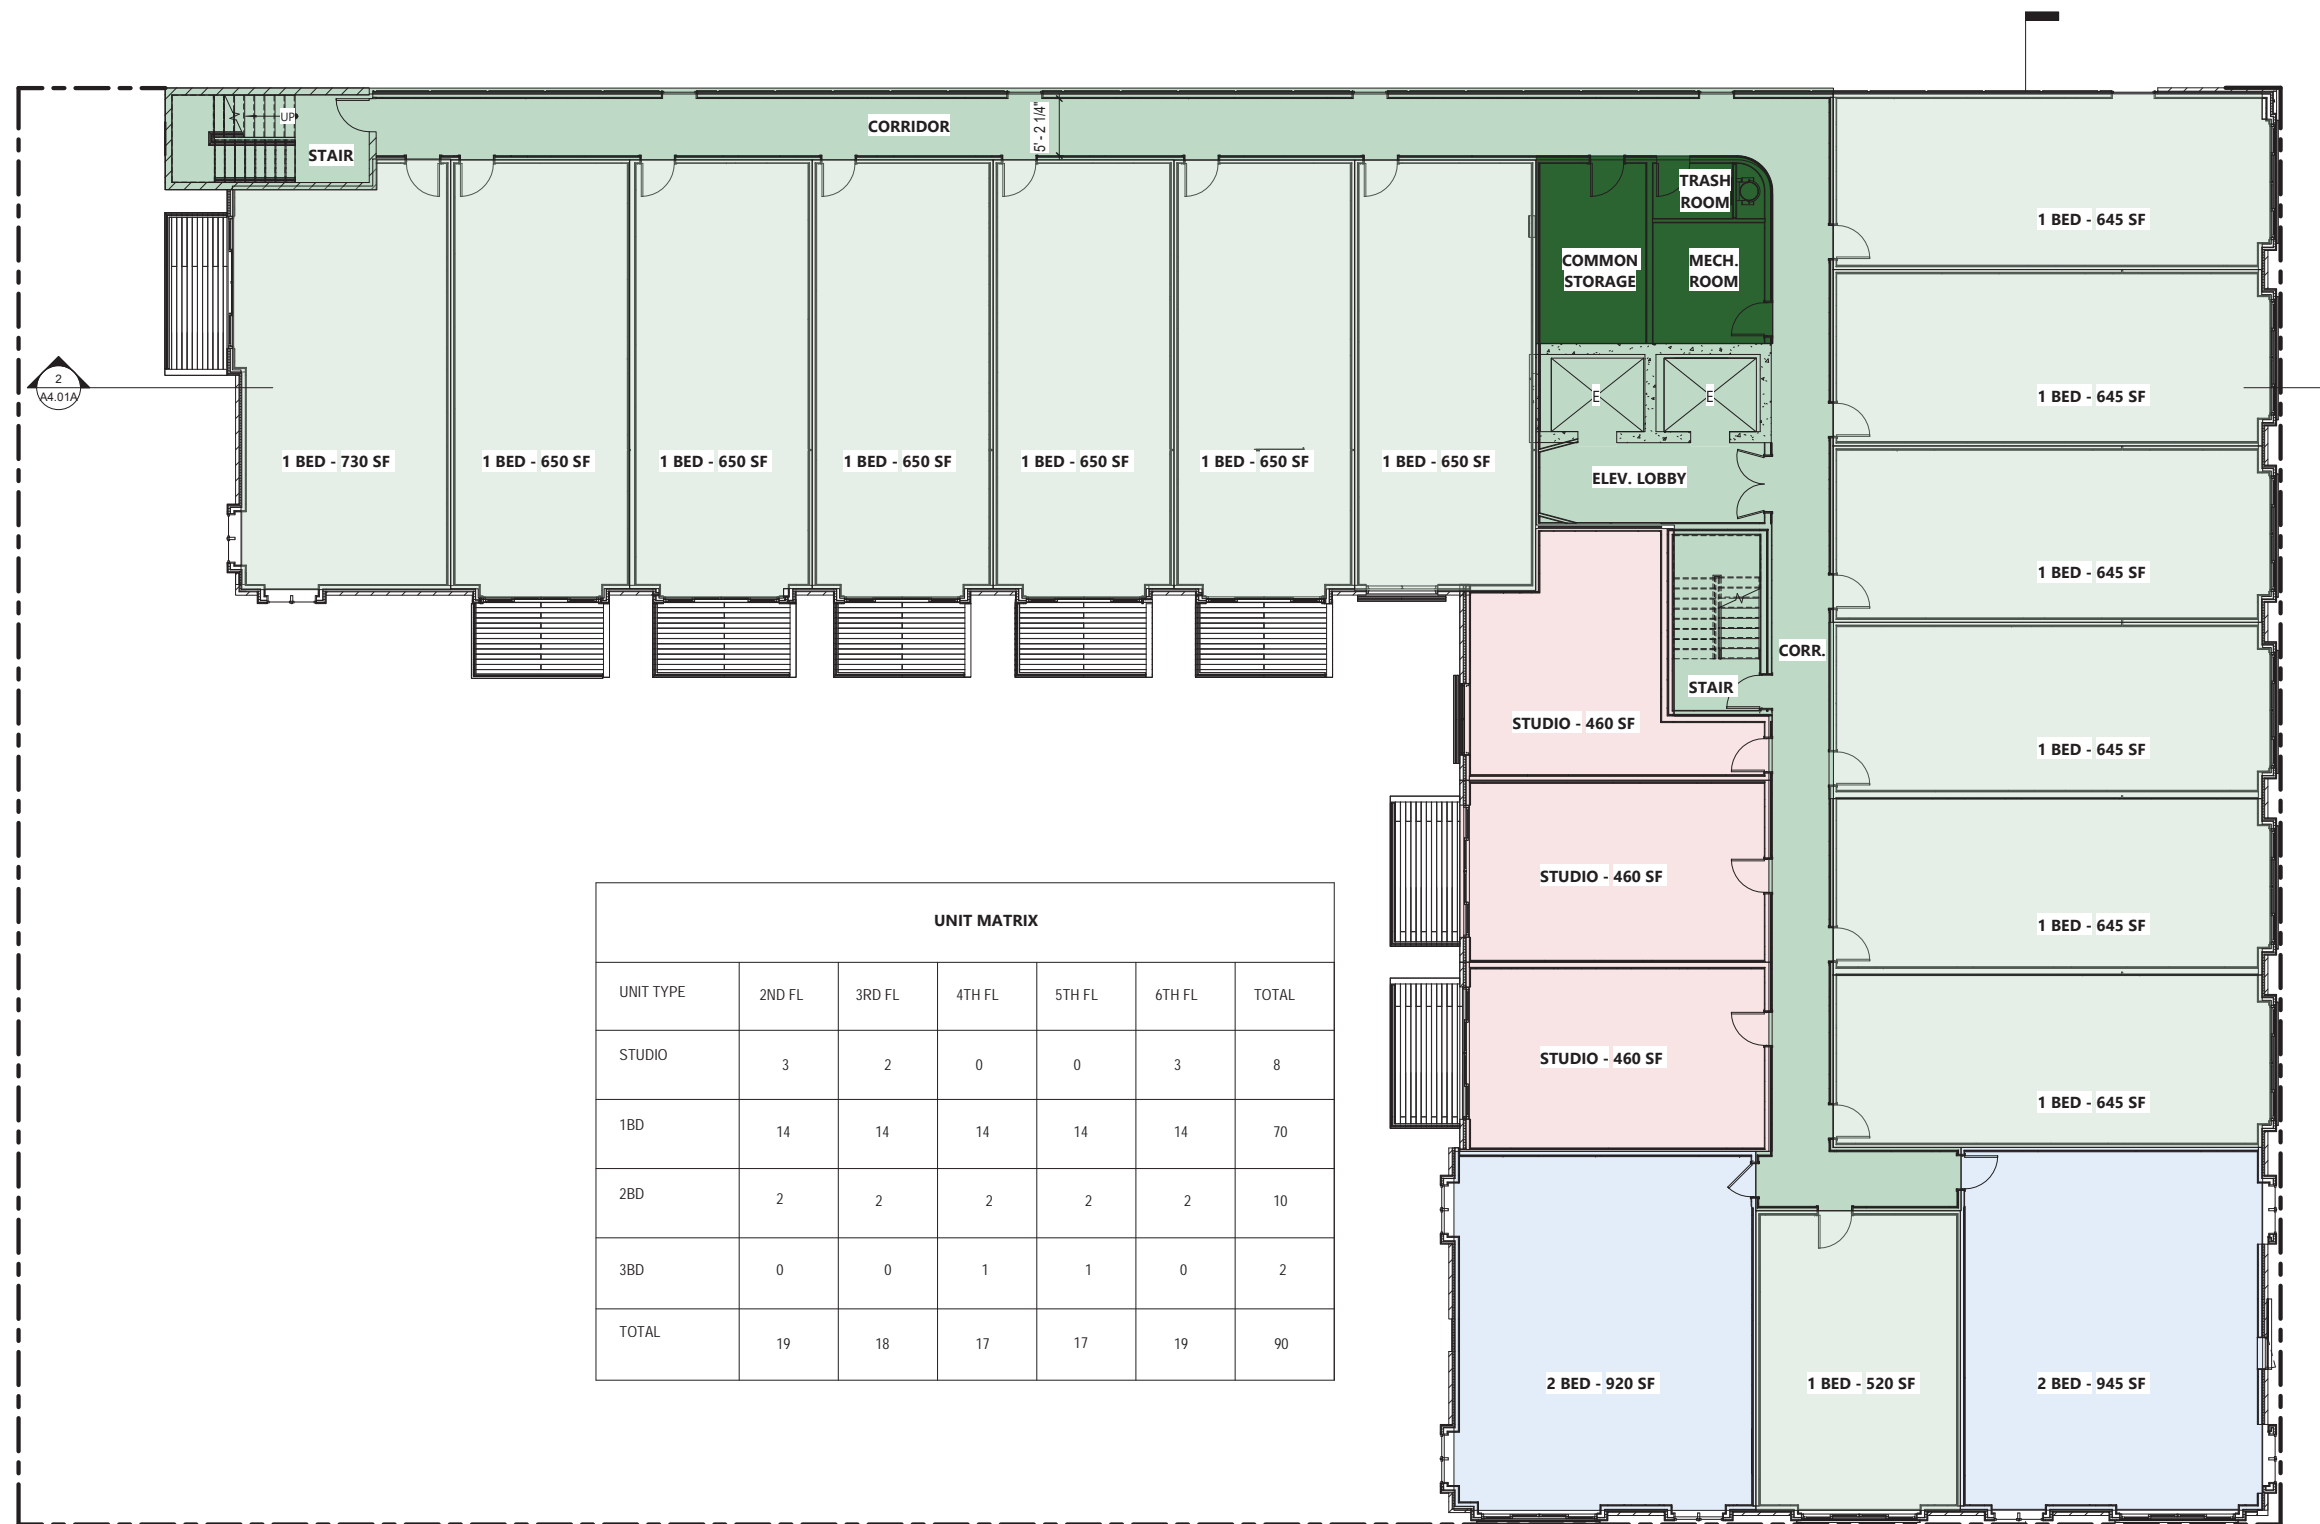 UP
STAIR
CORRIDOR
5' - 2 1/4"
TRASH
ROOM
COMMON
STORAGE
MECH.
ROOM
1 BED - 645 SF
2
A4.01A
E
E
1 BED - 645 SF
1 BED - 730 SF
1 BED - 650 SF
1 BED - 650 SF
1 BED - 650 SF
1 BED - 650 SF
1 BED - 650 SF
1 BED - 650 SF
ELEV. LOBBY
1 BED - 645 SF
CORR.
STAIR
STUDIO - 460 SF
1 BED - 645 SF
STUDIO - 460 SF
1 BED - 645 SF
STUDIO - 460 SF
1 BED - 645 SF
UNIT MATRIX
UNIT TYPE 2ND FL 3RD FL 4TH FL 5TH FL 6TH FL TOTAL
STUDIO 3 2 0 0 3 8
1BD 14 14 14 14 14 70
2BD 2 2 2 2 2 10
3BD 0 0 1 1 0 2
TOTAL 19 18 17 17 19 90
2 BED - 920 SF
1 BED - 520 SF
2 BED - 945 SF